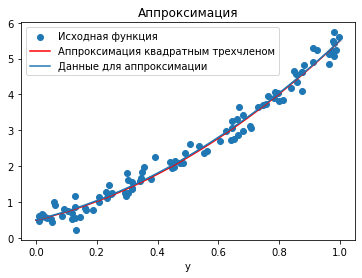 Аппроксимация
Исходная функция
Аппроксимация квадратным трехчленом
Данные для аппроксимации
6
5
4
3
2
1
0
0.0 0.2 0.4 0.6 0.8 1.0
y